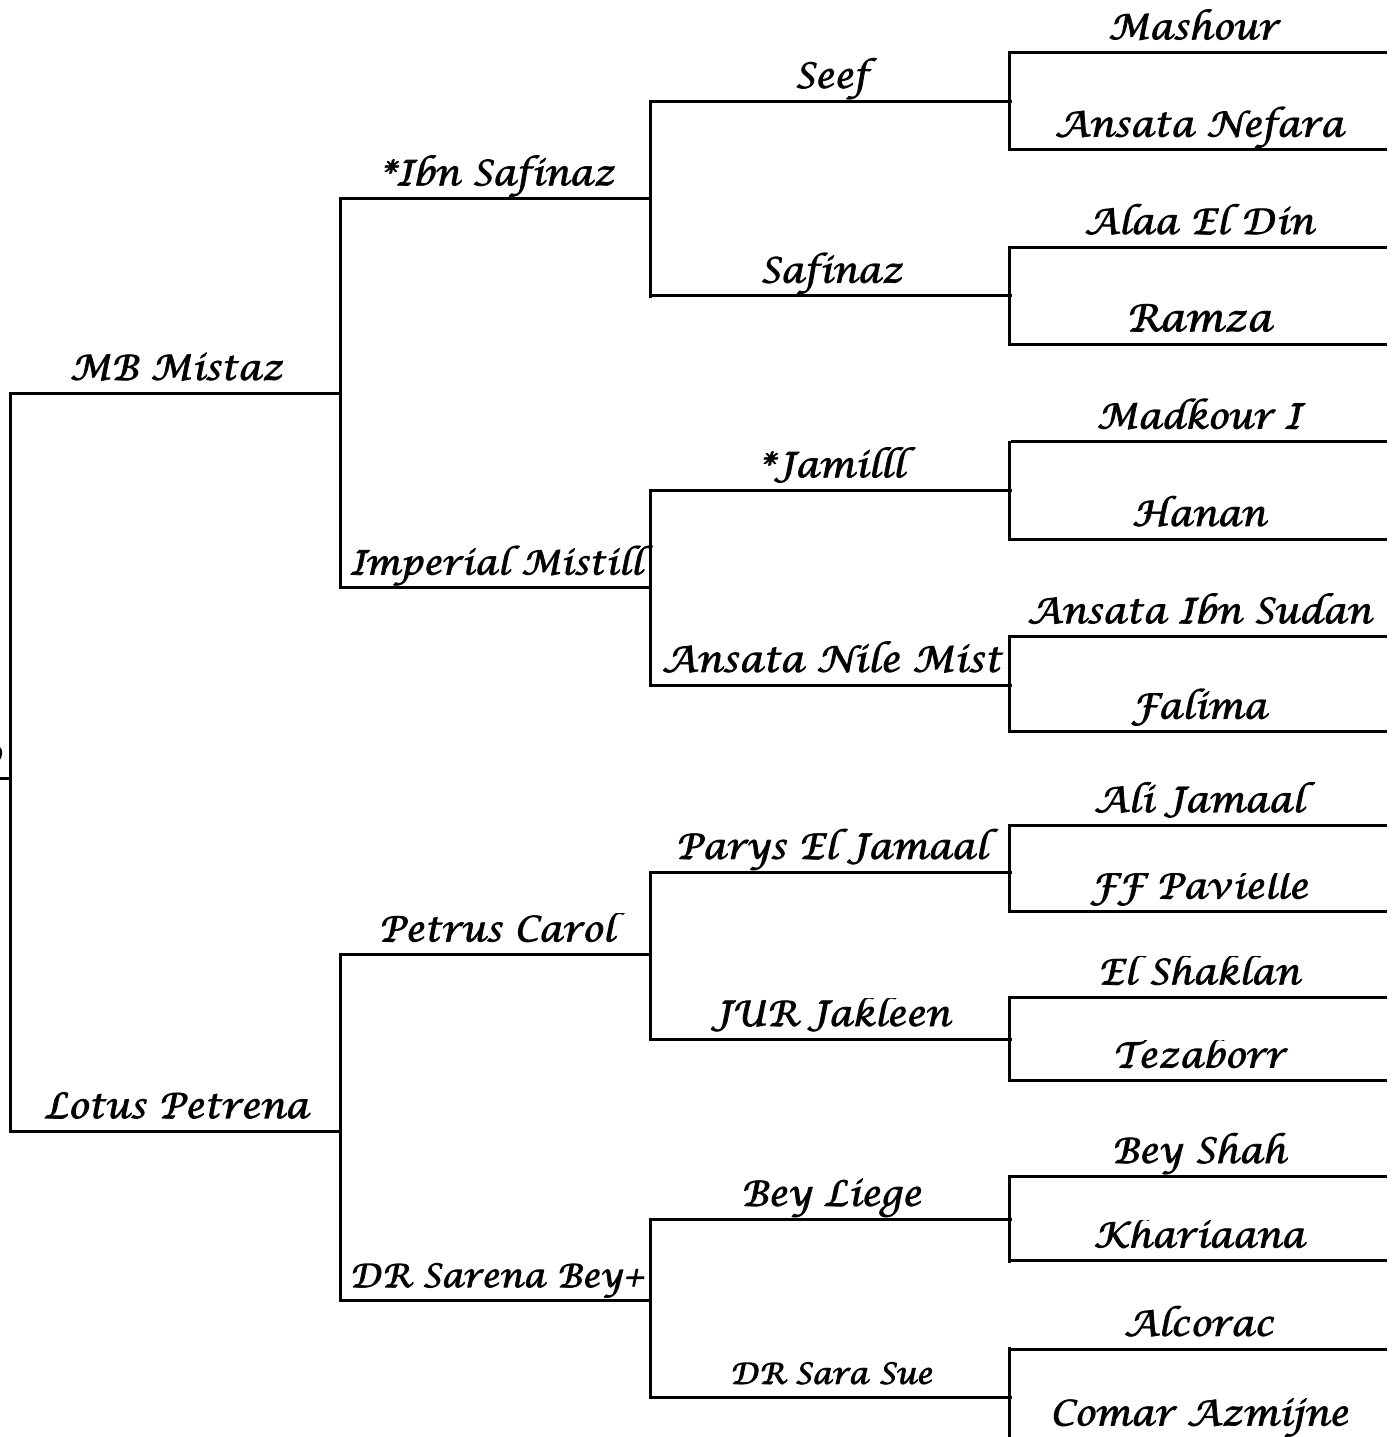 Mashour
Seef
Ansata Nefara
*Ibn Safinaz
Alaa El Din
Safinaz
Ramza
MB Mistaz
Madkour I
*Jamilll
Hanan
Imperial Mistill
Ansata Ibn Sudan
Ansata Nile Mist
Falima
Ali Jamaal
Parys El Jamaal
FF Pavielle
Petrus Carol
El Shaklan
JUR Jakleen
Tezaborr
Lotus Petrena
Bey Shah
Bey Liege
Khariaana
DR Sarena Bey+
Alcorac
DR Sara Sue
Comar Azmijne